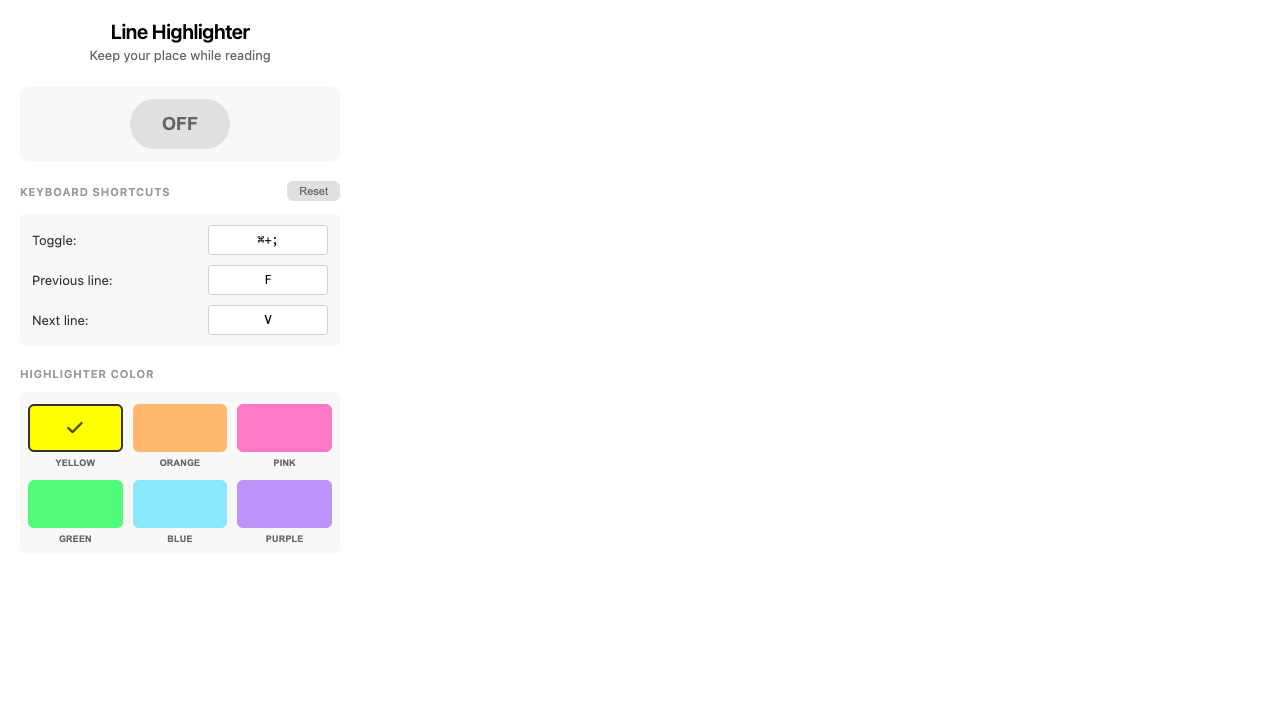 Line Highlighter
Keep your place while reading
OFF
KEYBOARD SHORTCUTS Reset
Toggle: ⌘+;
Previous line: F
Next line: V
HIGHLIGHTER COLOR
YELLOW ORANGE PINK
GREEN BLUE PURPLE